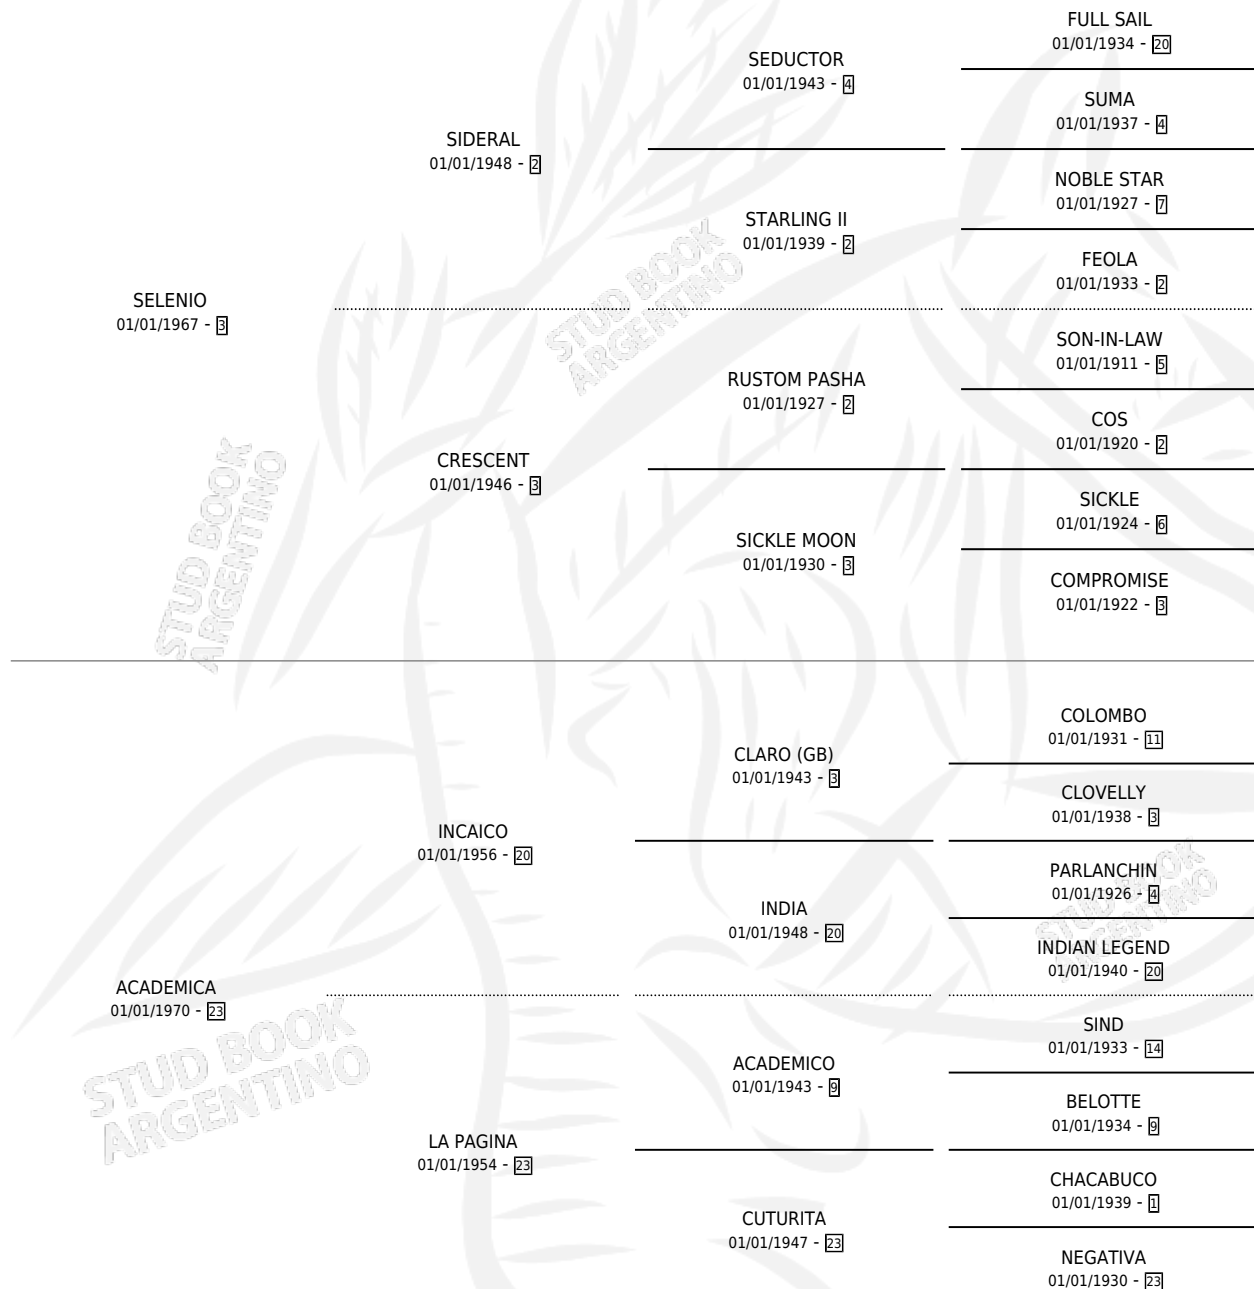 FULL SAIL
01/01/1934 - 20
SEDUCTOR
01/01/1943 - 4
SUMA
01/01/1937 - 4
SIDERAL
01/01/1948 - 2
NOBLE STAR
01/01/1927 - 7
STARLING II
01/01/1939 - 2
FEOLA
01/01/1933 - 2
SELENIO
01/01/1967 - 3
SON-IN-LAW
01/01/1911 - 5
RUSTOM PASHA
01/01/1927 - 2
COS
01/01/1920 - 2
CRESCENT
01/01/1946 - 3
SICKLE
01/01/1924 - 6
SICKLE MOON
01/01/1930 - 3
COMPROMISE
01/01/1922 - 3
COLOMBO
01/01/1931 - 11
CLARO (GB)
01/01/1943 - 3
CLOVELLY
01/01/1938 - 3
INCAICO
01/01/1956 - 20
PARLANCHIN
01/01/1926 - 4
INDIA
01/01/1948 - 20
INDIAN LEGEND
01/01/1940 - 20
ACADEMICA
01/01/1970 - 23
SIND
01/01/1933 - 14
ACADEMICO
01/01/1943 - 9
BELOTTE
01/01/1934 - 9
LA PAGINA
01/01/1954 - 23
CHACABUCO
01/01/1939 - 1
CUTURITA
01/01/1947 - 23
NEGATIVA
01/01/1930 - 23
STUD BOOK
ARGENTINO
STUD BOOK
ARGENTINO
STUD BOOK
ARGENTINO
STUD BOOK
ARGENTINO